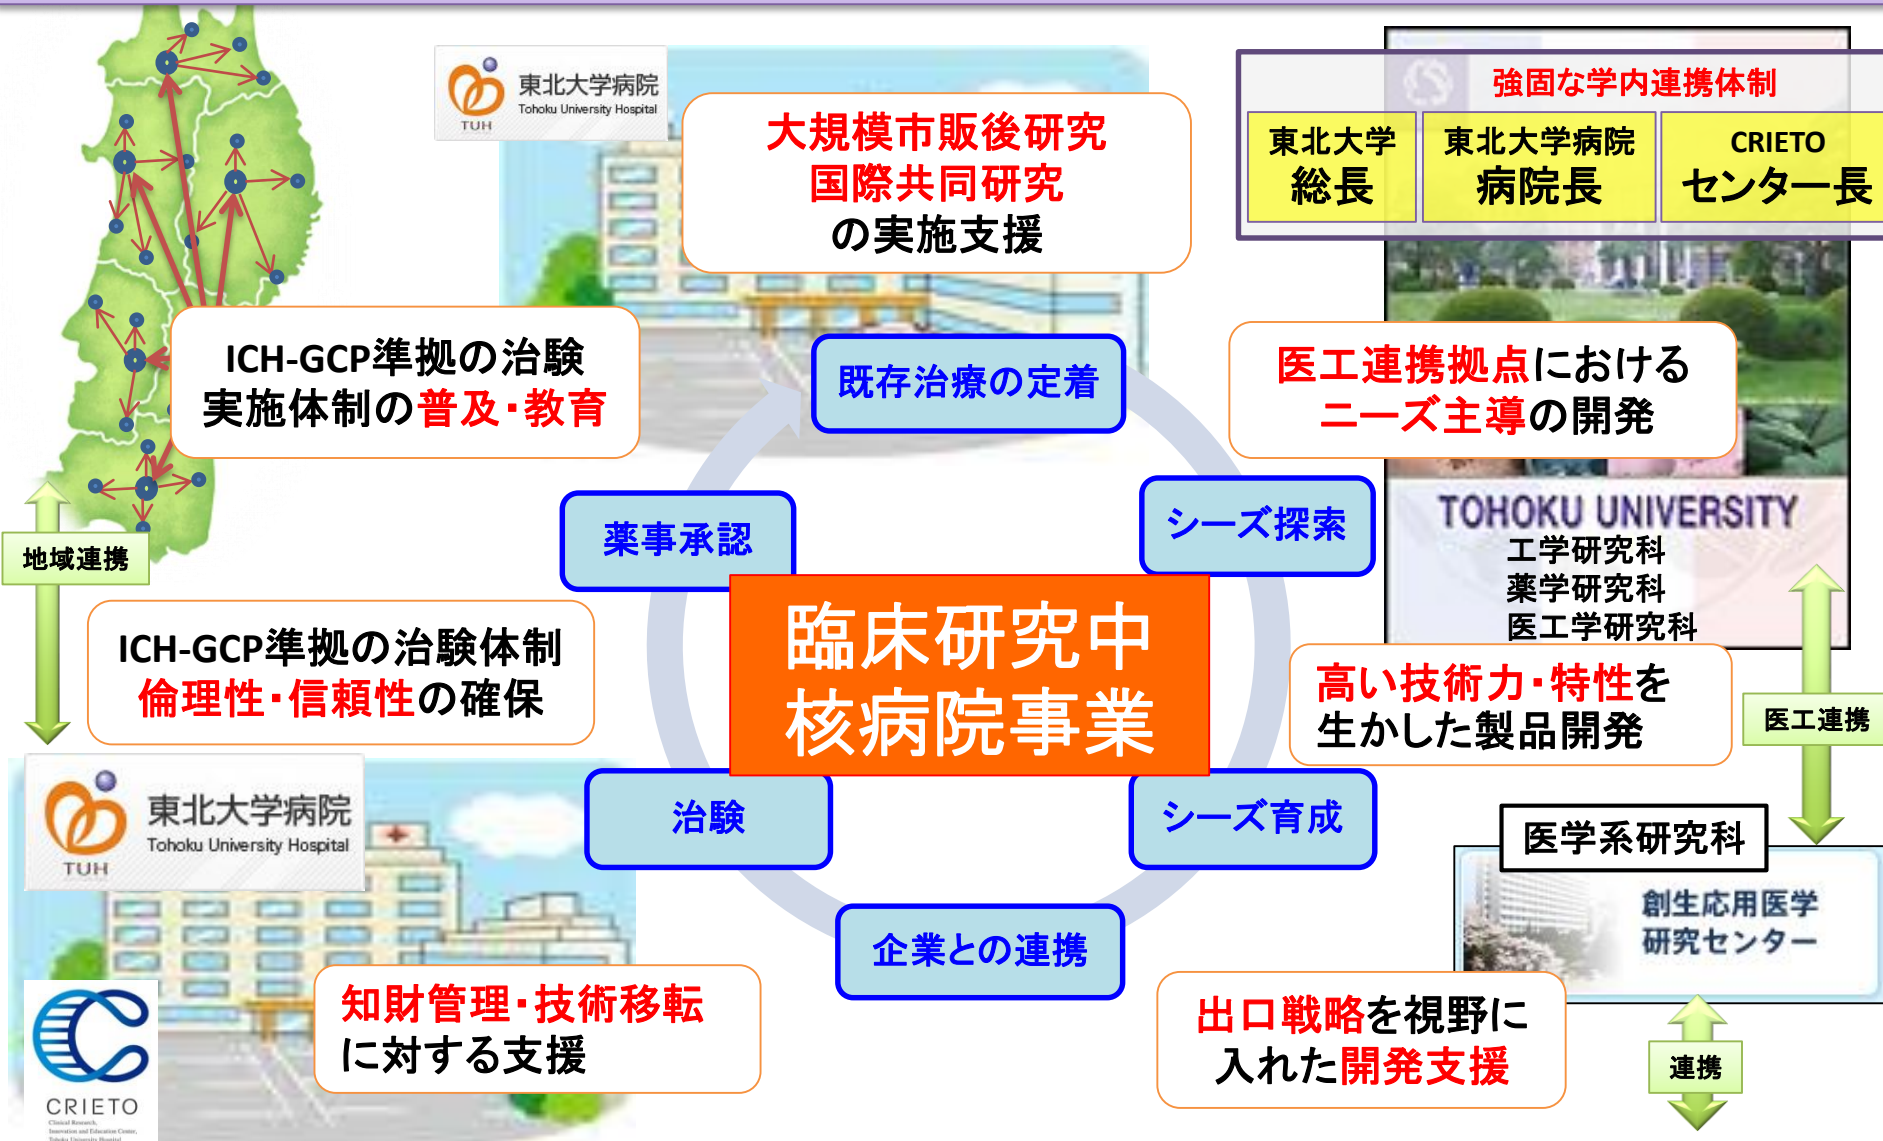 東北大学病院
Tohoku University Hospital
TUH
大規模市販後研究
国際共同研究
の実施支援
強固な学内連携体制
東北大学
総長
東北大学病院
病院長
CRIETO
センター長
ICH-GCP準拠の治験
実施体制の普及・教育
既存治療の定着
医工連携拠点における
ニーズ主導の開発
薬事承認
シーズ探索
TOHOKU UNIVERSITY
工学研究科
薬学研究科
医工学研究科
地域連携
ICH-GCP準拠の治験体制
倫理性・信頼性の確保
臨床研究中
核病院事業
高い技術力・特性を
生かした製品開発
医工連携
東北大学病院
Tohoku University Hospital
TUH
治験
シーズ育成
医学系研究科
創生応用医学
研究センター
企業との連携
知財管理・技術移転
に対する支援
出口戦略を視野に
入れた開発支援
連携
CRIETO
Clinical Research,
Innovation and Education Center,
Tohoku University Hospital